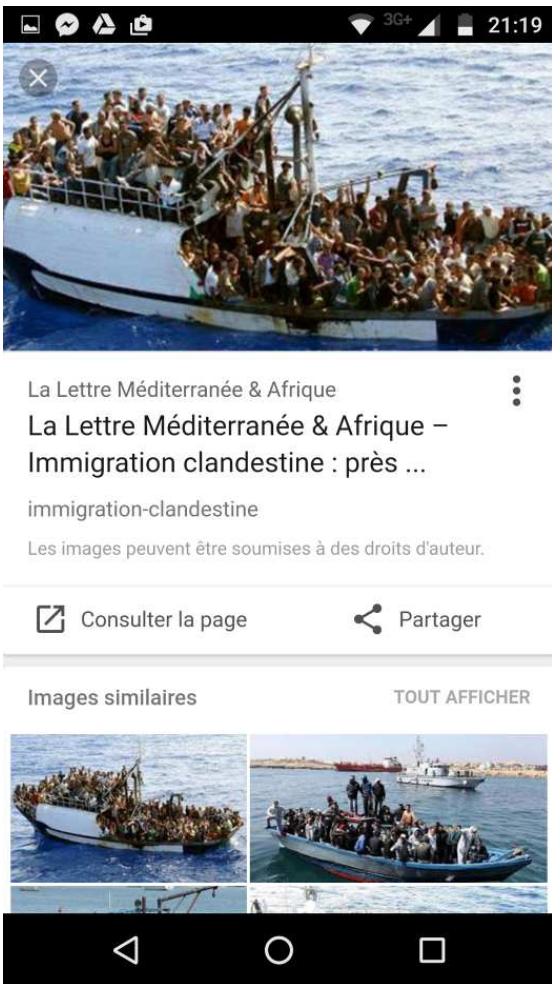 3G+ 21:19
La Lettre Méditerranée & Afrique
La Lettre Méditerranée & Afrique –
Immigration clandestine : près ...
immigration-clandestine
Les images peuvent être soumises à des droits d'auteur.
Consulter la page Partager
Images similaires TOUT AFFICHER